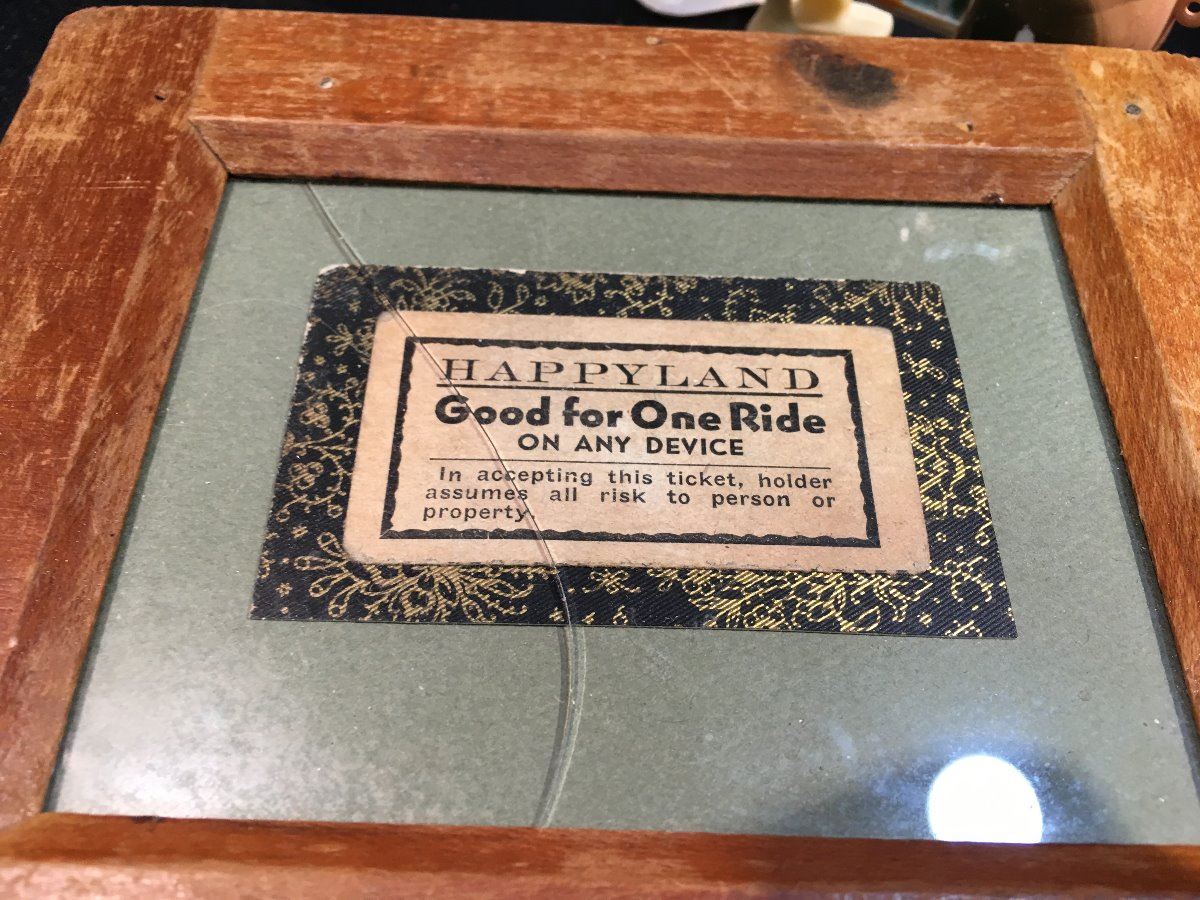 HAPPYLAND
Good for One Ride
ON ANY DEVICE
In accepting this ticket, holder
assumes all risk to person or
property.